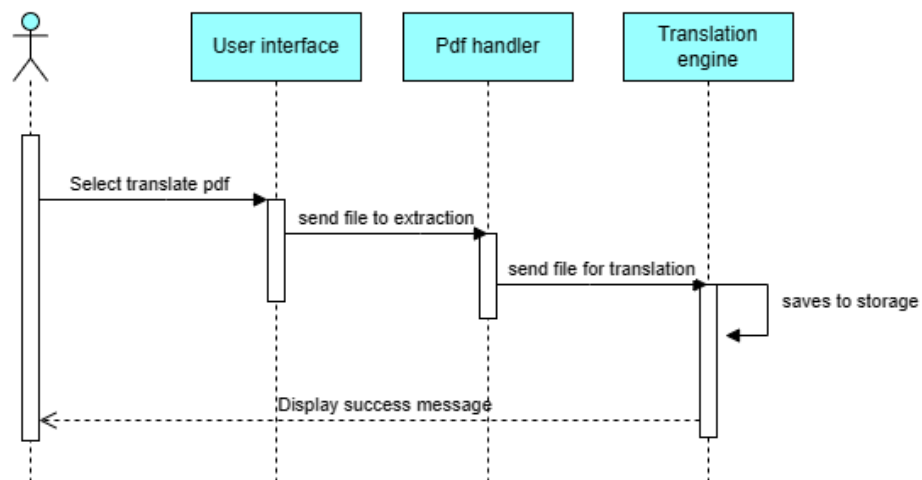 User interface
Pdf handler
Translation
engine
Select translate pdf
send file to extraction
send file for translation
saves to storage
Display success message